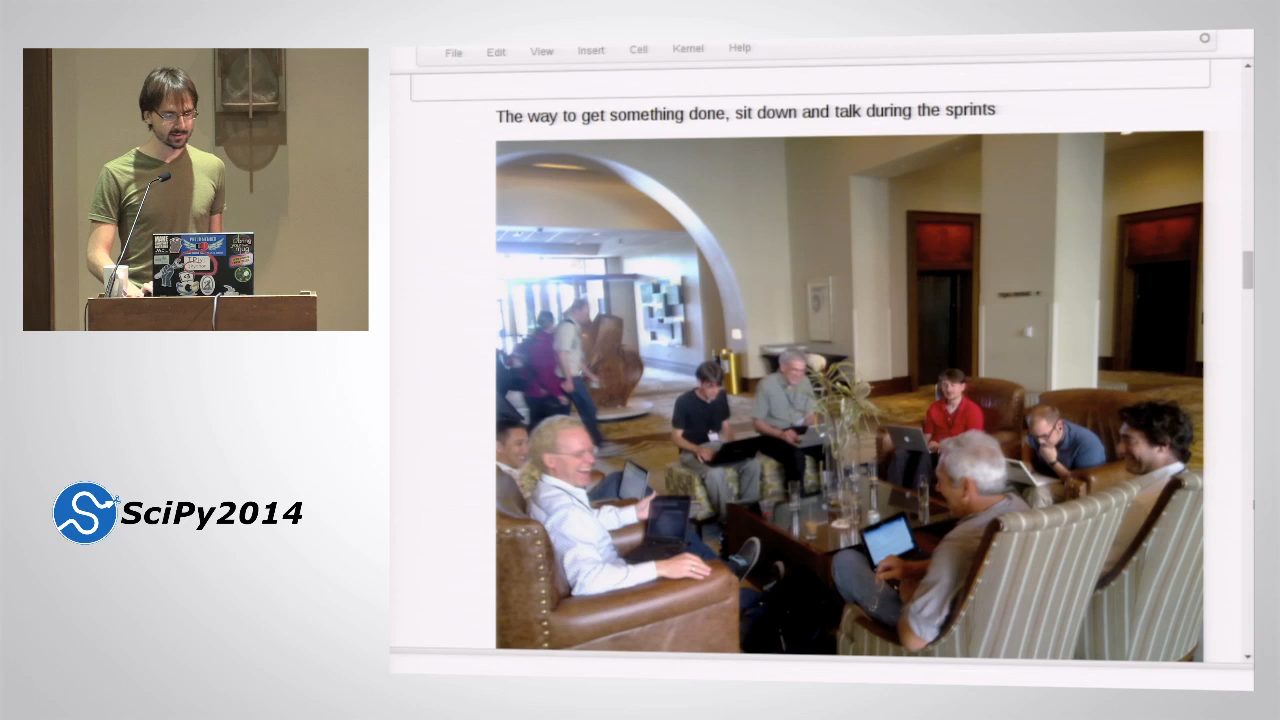 File Edit View Insert Cell Kernel Help
The way to get something done, sit down and talk during the sprints
SciPy2014